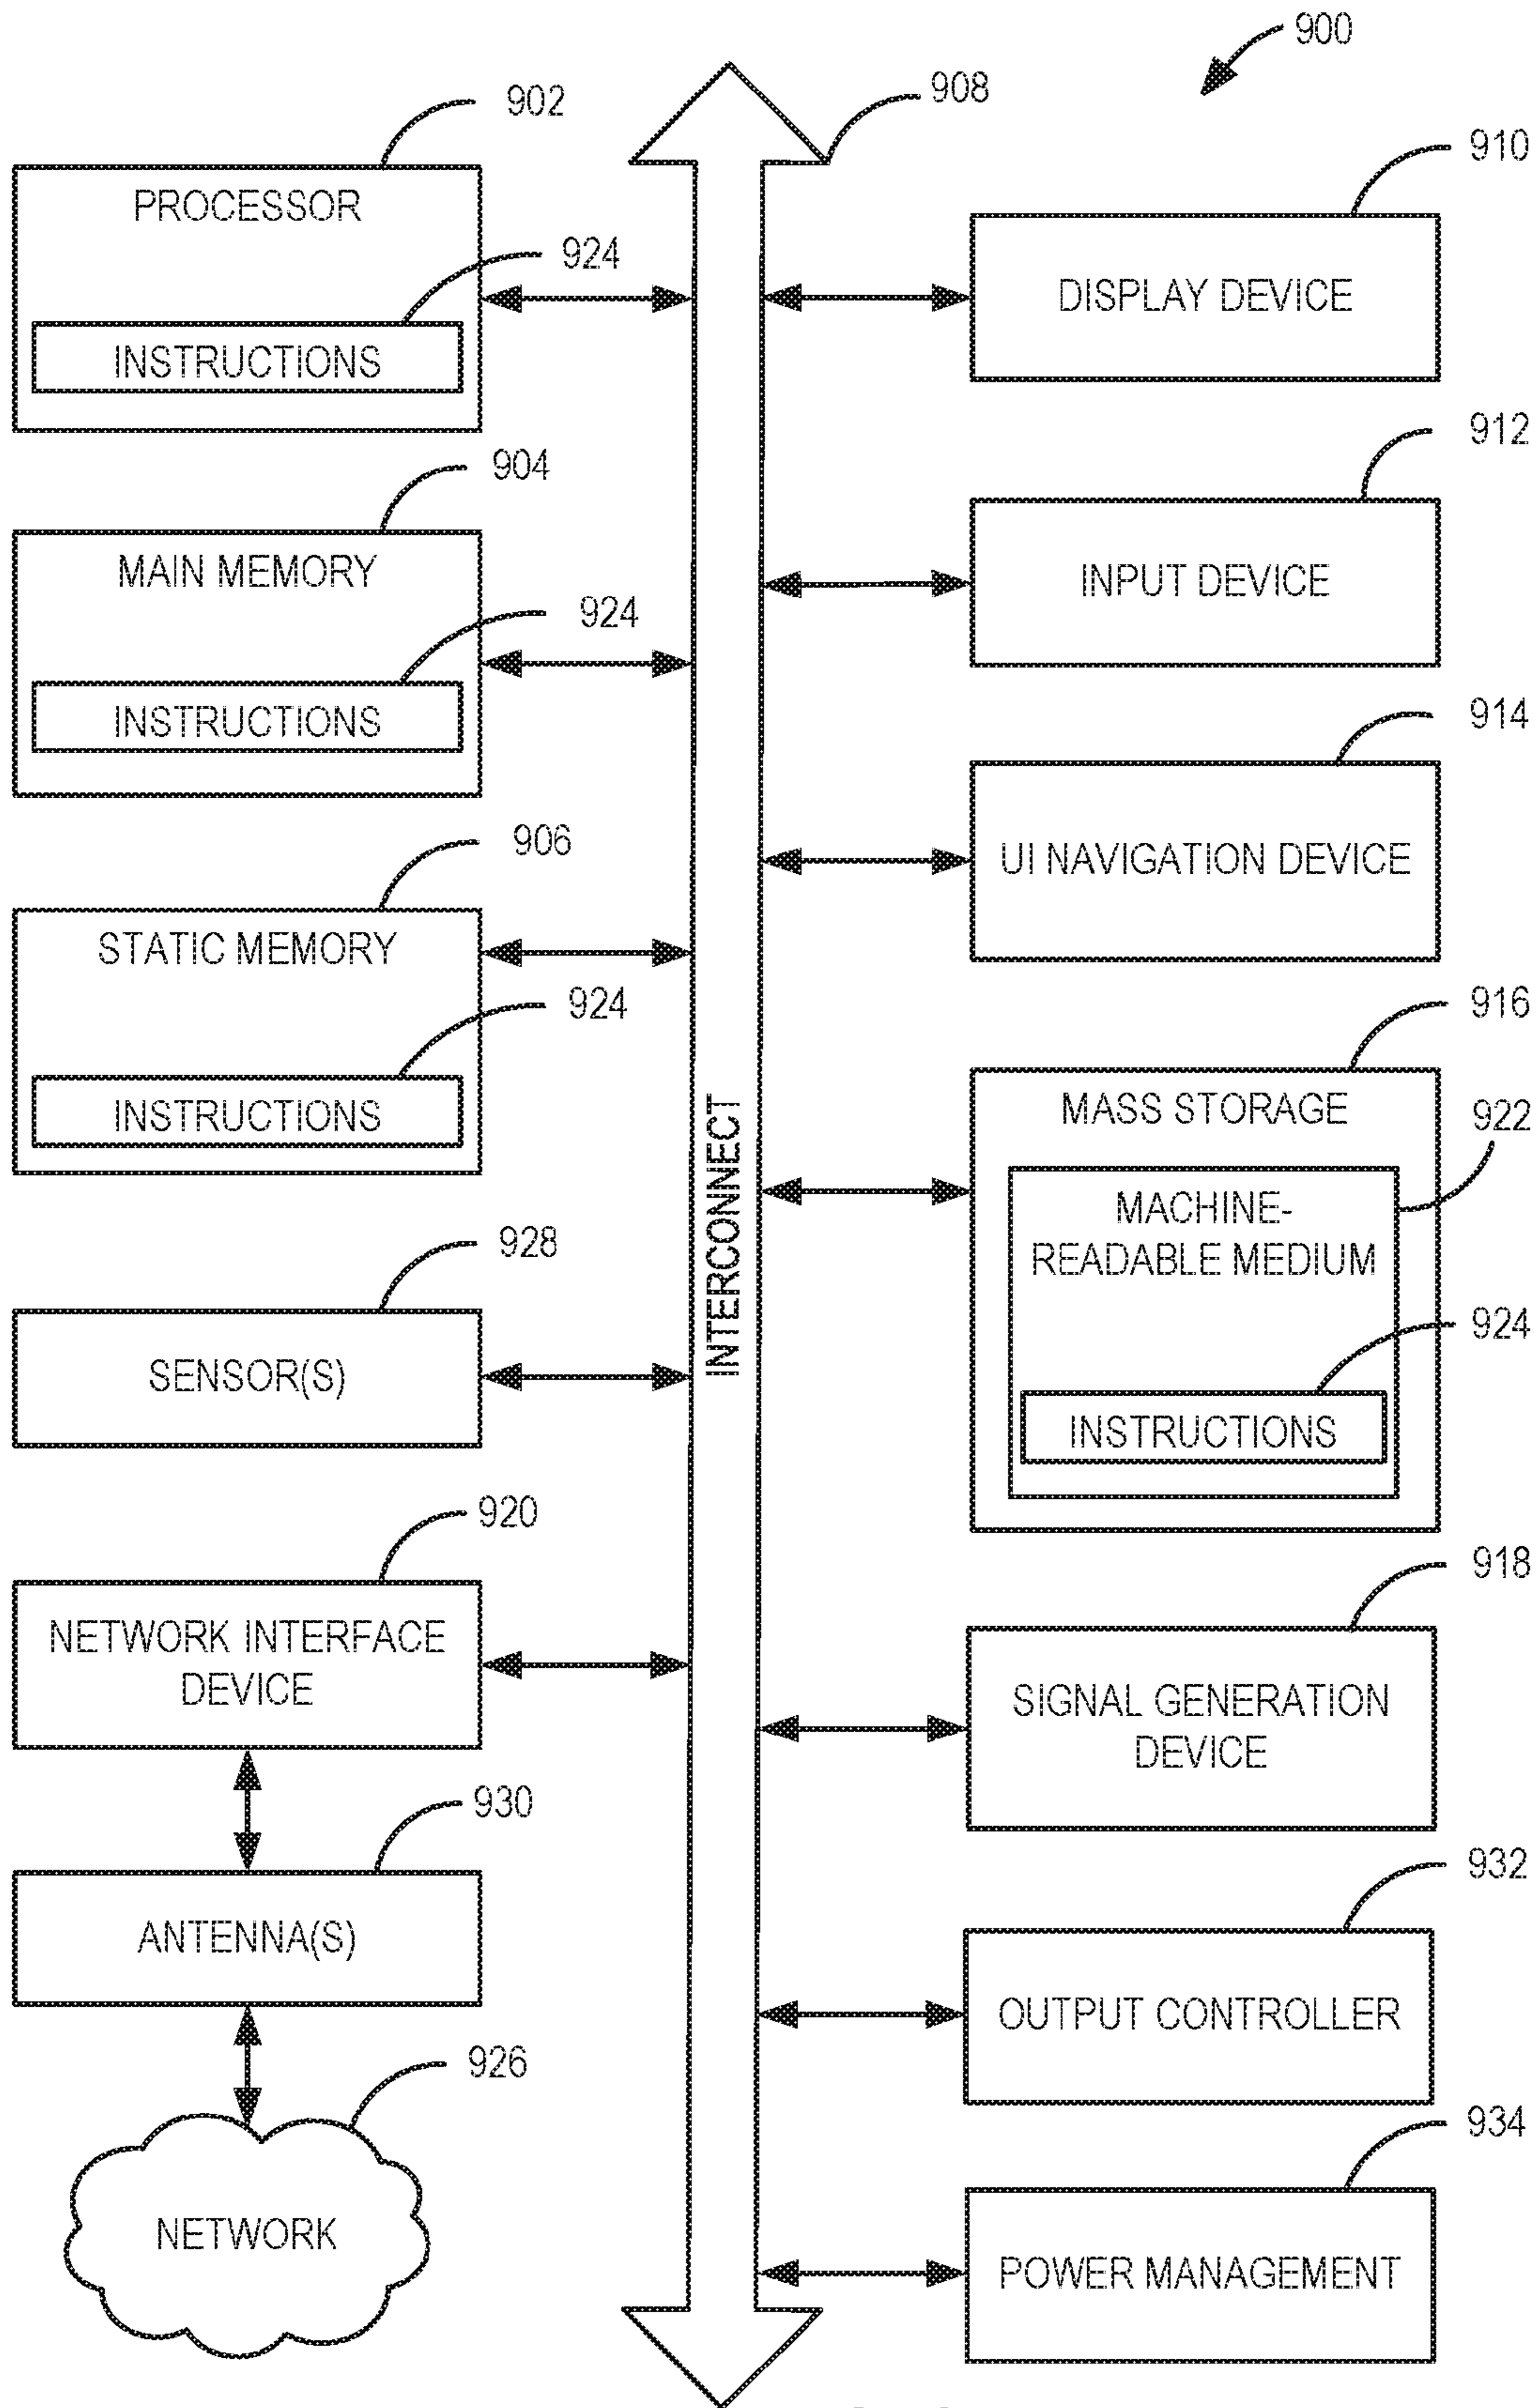 900
908
902
PROCESSOR
924
INSTRUCTIONS
904
MAIN MEMORY
924
INSTRUCTIONS
906
STATIC MEMORY
924
INSTRUCTIONS
928
SENSOR(S)
920
NETWORK INTERFACE
DEVICE
930
ANTENNA(S)
926
NETWORK
INTERCONNECT
910
DISPLAY DEVICE
912
INPUT DEVICE
914
UI NAVIGATION DEVICE
916
MASS STORAGE
922
MACHINE-
READABLE MEDIUM
924
INSTRUCTIONS
918
SIGNAL GENERATION
DEVICE
932
OUTPUT CONTROLLER
934
POWER MANAGEMENT